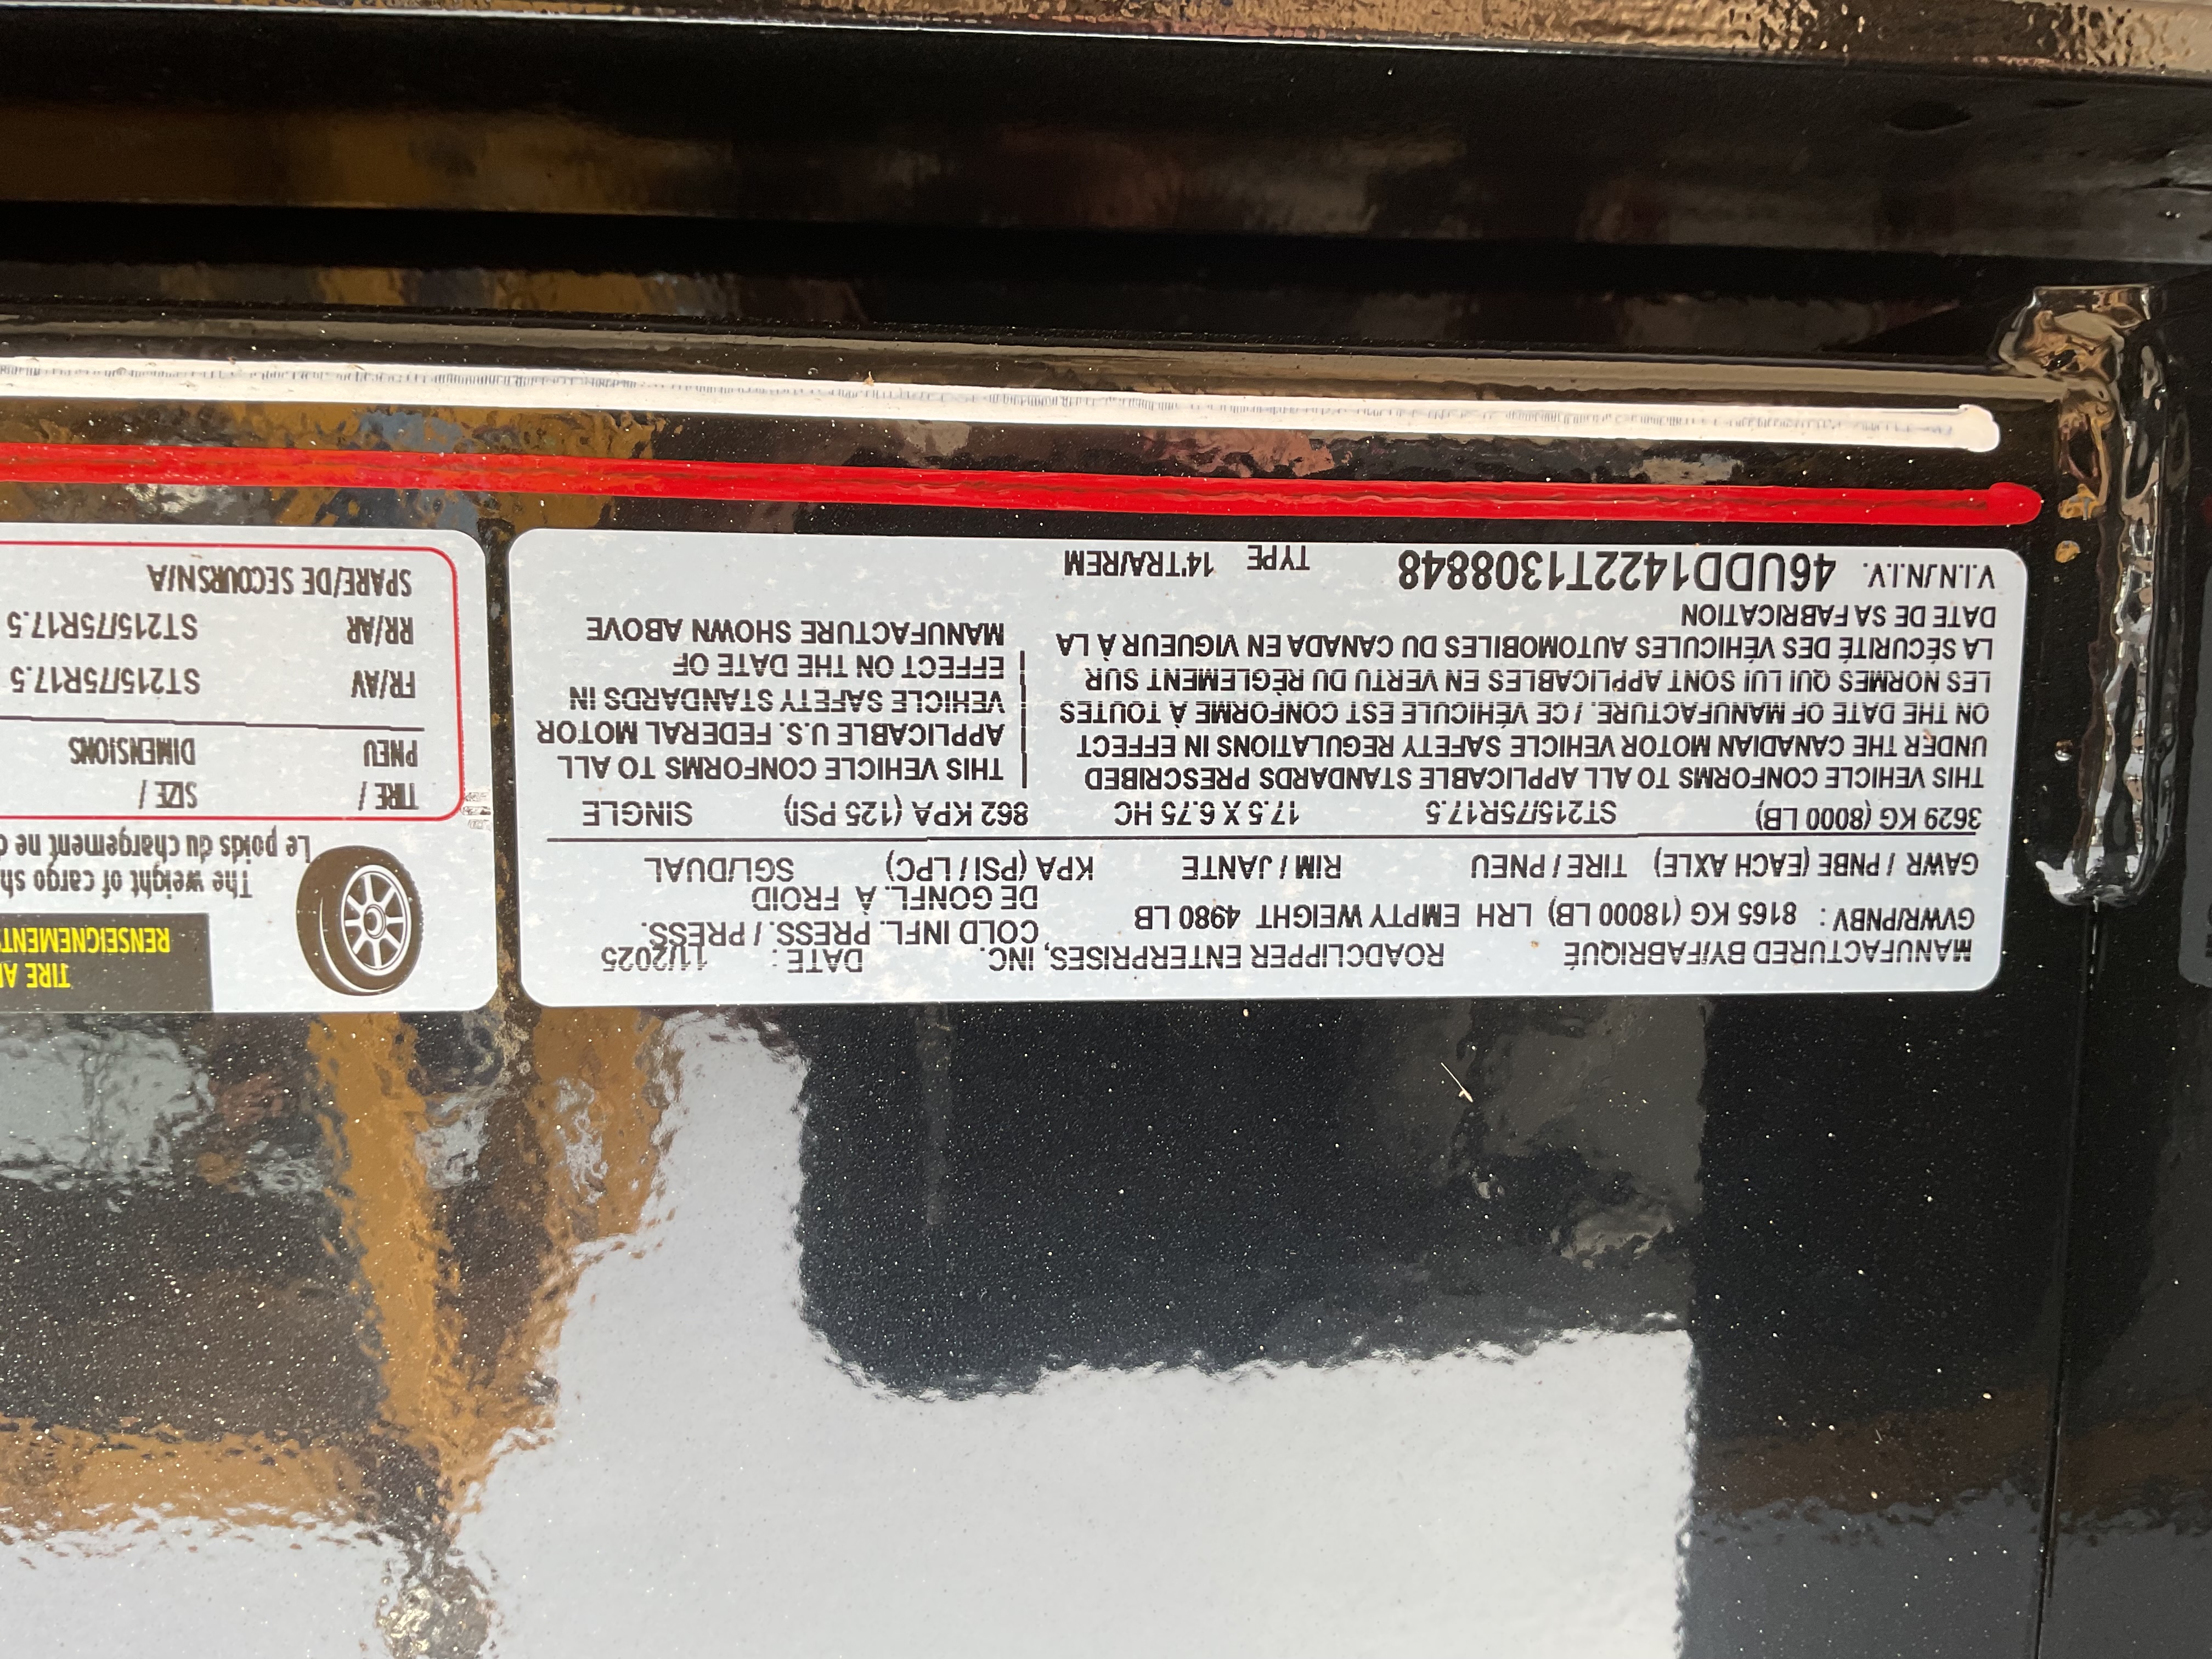 MANUFACTURED BY/FABRIQUÉ ROADCLIPPER ENTERPRISES, INC. DATE: 11/2025
GVWR/PNBV: 8165 KG (18000 LB) LRH EMPTY WEIGHT 4980 LB
COLD INFL. PRESS. / PRESS.
DE GONFL. À FROID
GAWR / PNBE (EACH AXLE) TIRE / PNEU RIM / JANTE KPA (PSI / LPC) SGL/DUAL
3629 KG (8000 LB) ST215/75R17.5 17.5 X 6.75 HC 862 KPA (125 PSI) SINGLE
THIS VEHICLE CONFORMS TO ALL APPLICABLE STANDARDS PRESCRIBED
UNDER THE CANADIAN MOTOR VEHICLE SAFETY REGULATIONS IN EFFECT
ON THE DATE OF MANUFACTURE. / CE VÉHICULE EST CONFORME À TOUTES
LES NORMES QUI LUI SONT APPLICABLES EN VERTU DU RÈGLEMENT SUR
LA SÉCURITÉ DES VÉHICULES AUTOMOBILES DU CANADA EN VIGUEUR À LA
DATE DE SA FABRICATION
THIS VEHICLE CONFORMS TO ALL
APPLICABLE U.S. FEDERAL MOTOR
VEHICLE SAFETY STANDARDS IN
EFFECT ON THE DATE OF
MANUFACTURE SHOWN ABOVE
V.I.N./N.I.V. 46UDD1422T1308848 TYPE 14'TRA/REM
TIRE
RENSEIGNEMENTS
The weight of cargo
Le poids du chargement ne
TIRE / SIZE /
PNEU DIMENSIONS
FR/AV ST215/75R17.5
RR/AR ST215/75R17.5
SPARE/DE SECOURS N/A